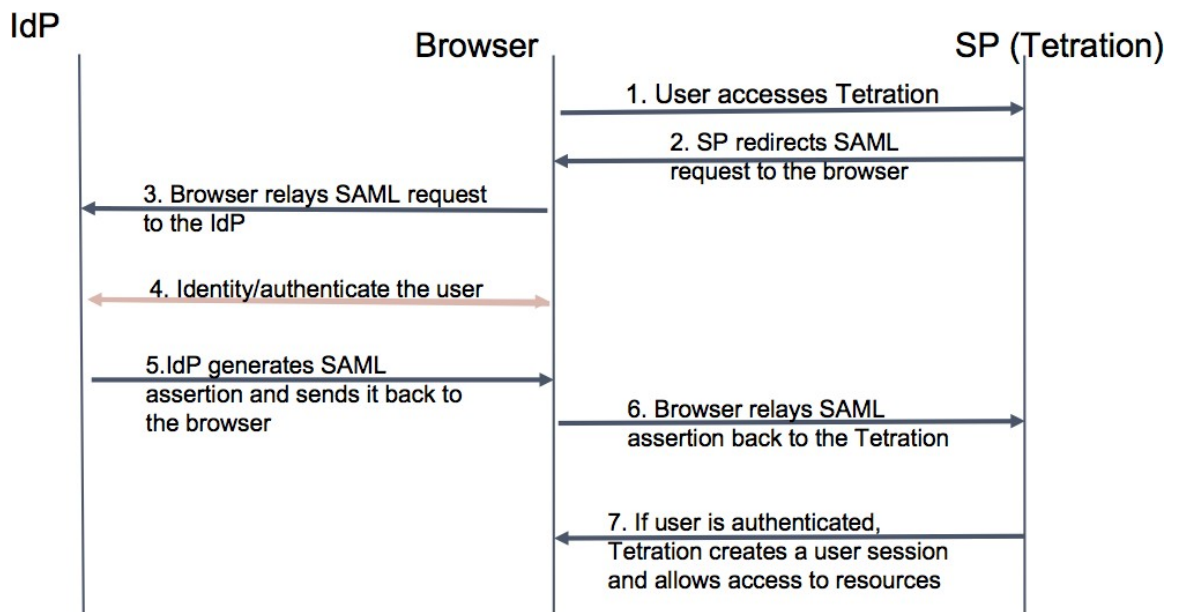 IdP
Browser
SP (Tetration)
1. User accesses Tetration
2. SP redirects SAML
request to the browser
3. Browser relays SAML request
to the IdP
4. Identity/authenticate the user
5.IdP generates SAML
assertion and sends it back to
the browser
6. Browser relays SAML
assertion back to the Tetration
7. If user is authenticated,
Tetration creates a user session
and allows access to resources